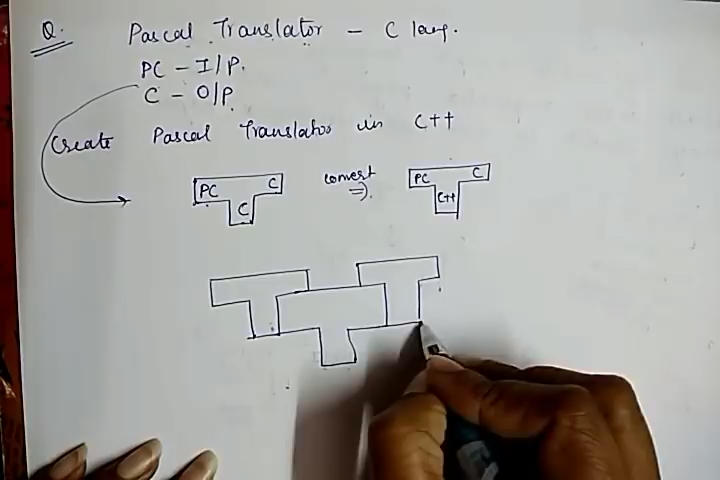 Q. Pascal Translator - C lang.
PC - I/P.
C - O/P.
Create Pascal Translator in C++
PC C convert ⇒ PC C
C C++